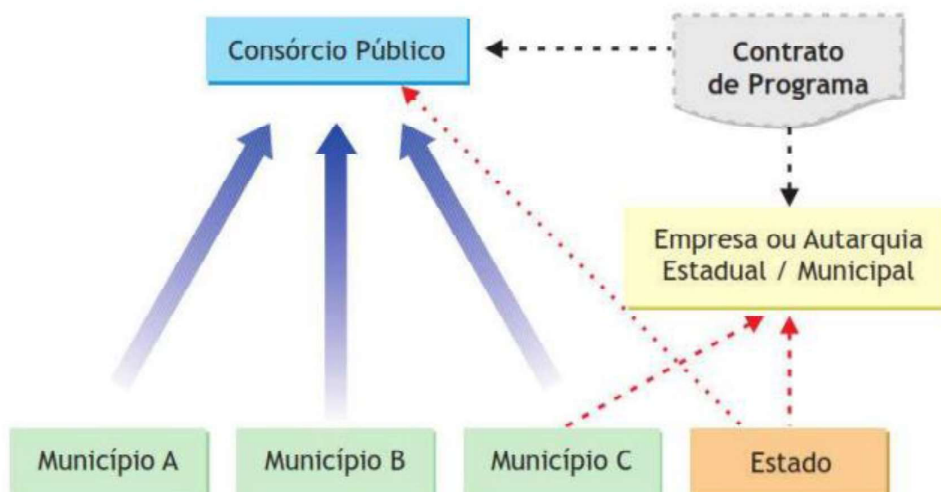 Consórcio Público
Contrato
de Programa
Empresa ou Autarquia
Estadual / Municipal
Município A
Município B
Município C
Estado